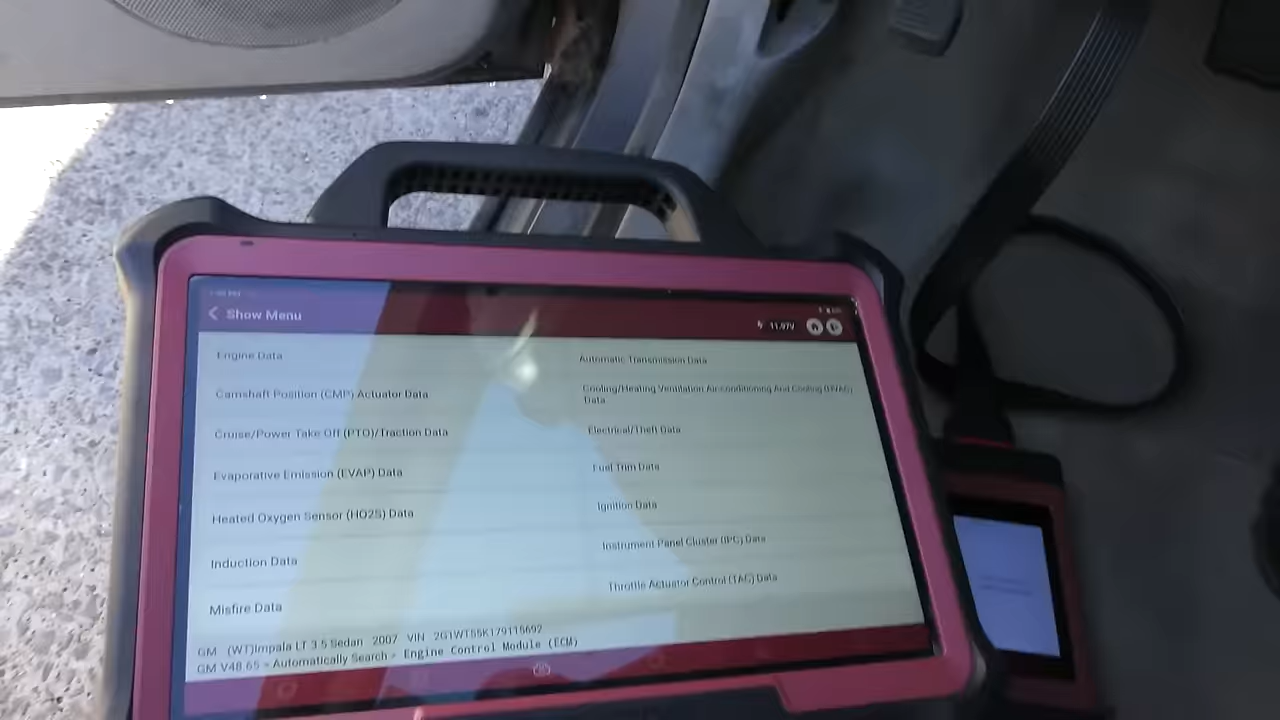 Show Menu
11.97V
Engine Data
Automatic Transmission Data
Camshaft Position (CMP) Actuator Data
Cooling/Heating Ventilation Air-conditioning And Cooling (HVAC)
Data
Cruise/Power Take Off (PTO)/Traction Data
Electrical/Theft Data
Evaporative Emission (EVAP) Data
Fuel Trim Data
Heated Oxygen Sensor (HO2S) Data
Ignition Data
Induction Data
Instrument Panel Cluster (IPC) Data
Misfire Data
Throttle Actuator Control (TAC) Data
GM (WT)Impala LT 3.5 Sedan 2007 VIN 2G1WT55K179115692
GM V48.65 > Automatically Search > Engine Control Module (ECM)